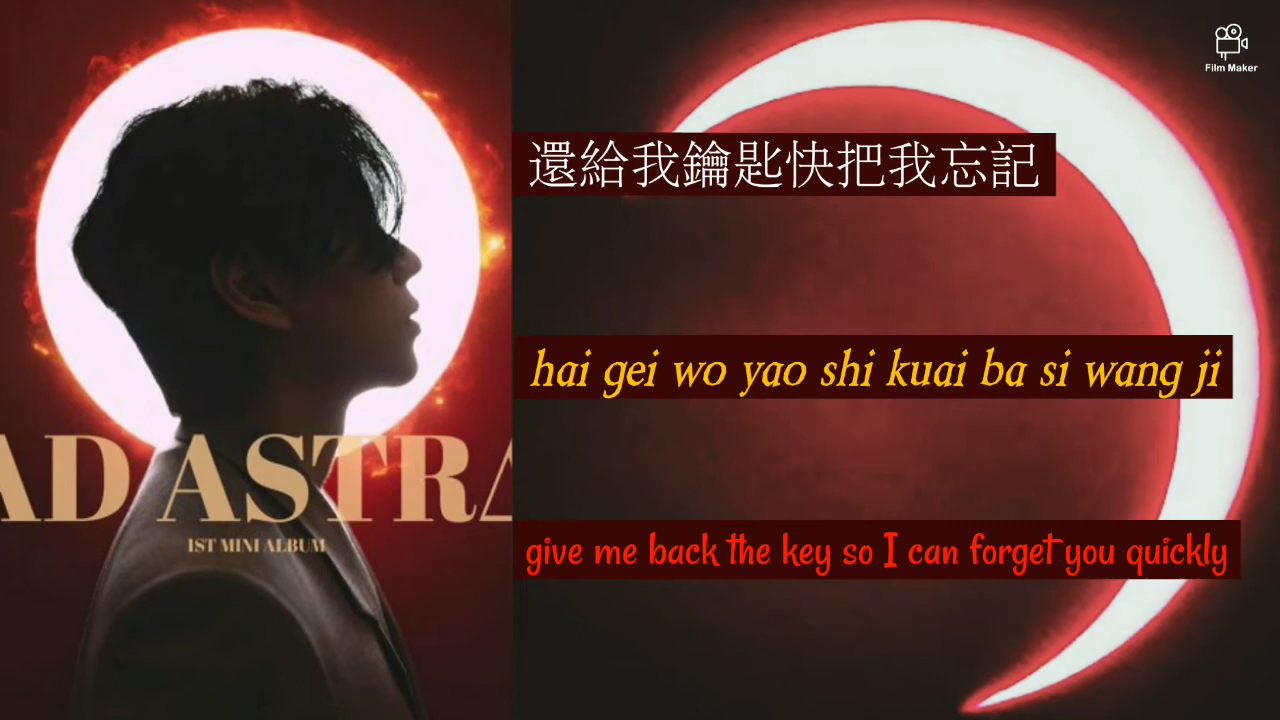 AD ASTRA
1ST MINI ALBUM
Film Maker
還給我鑰匙快把我忘記
hai gei wo yao shi kuai ba si wang ji
give me back the key so I can forget you quickly